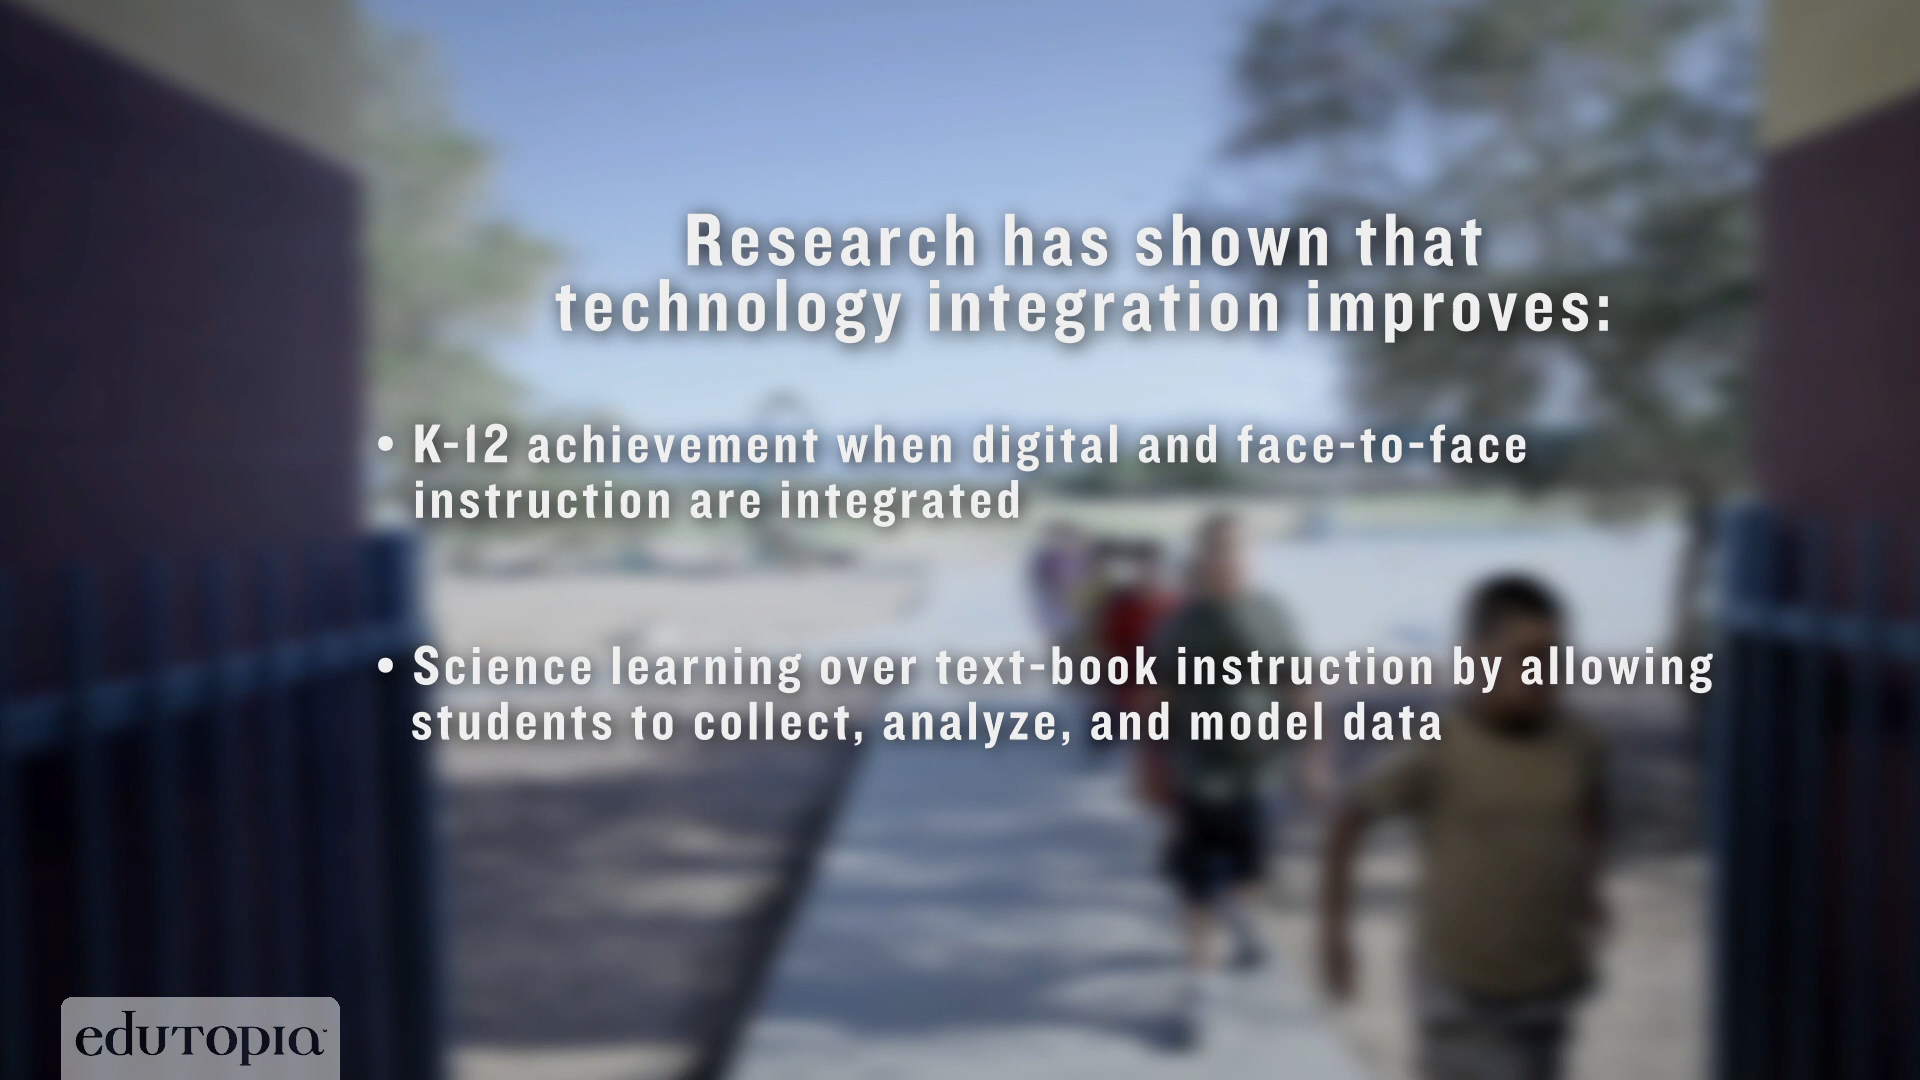 Research has shown that
technology integration improves:
• K-12 achievement when digital and face-to-face
instruction are integrated
• Science learning over text-book instruction by allowing
students to collect, analyze, and model data
edutopia™